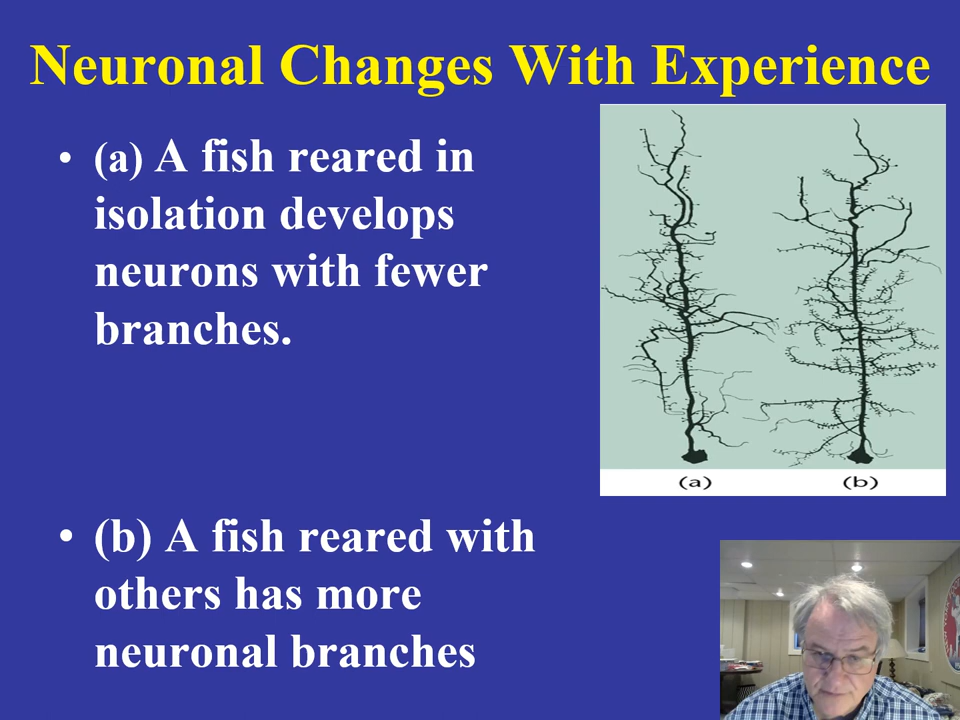 Neuronal Changes With Experience
• (a) A fish reared in
isolation develops
neurons with fewer
branches.
(a) (b)
• (b) A fish reared with
others has more
neuronal branches